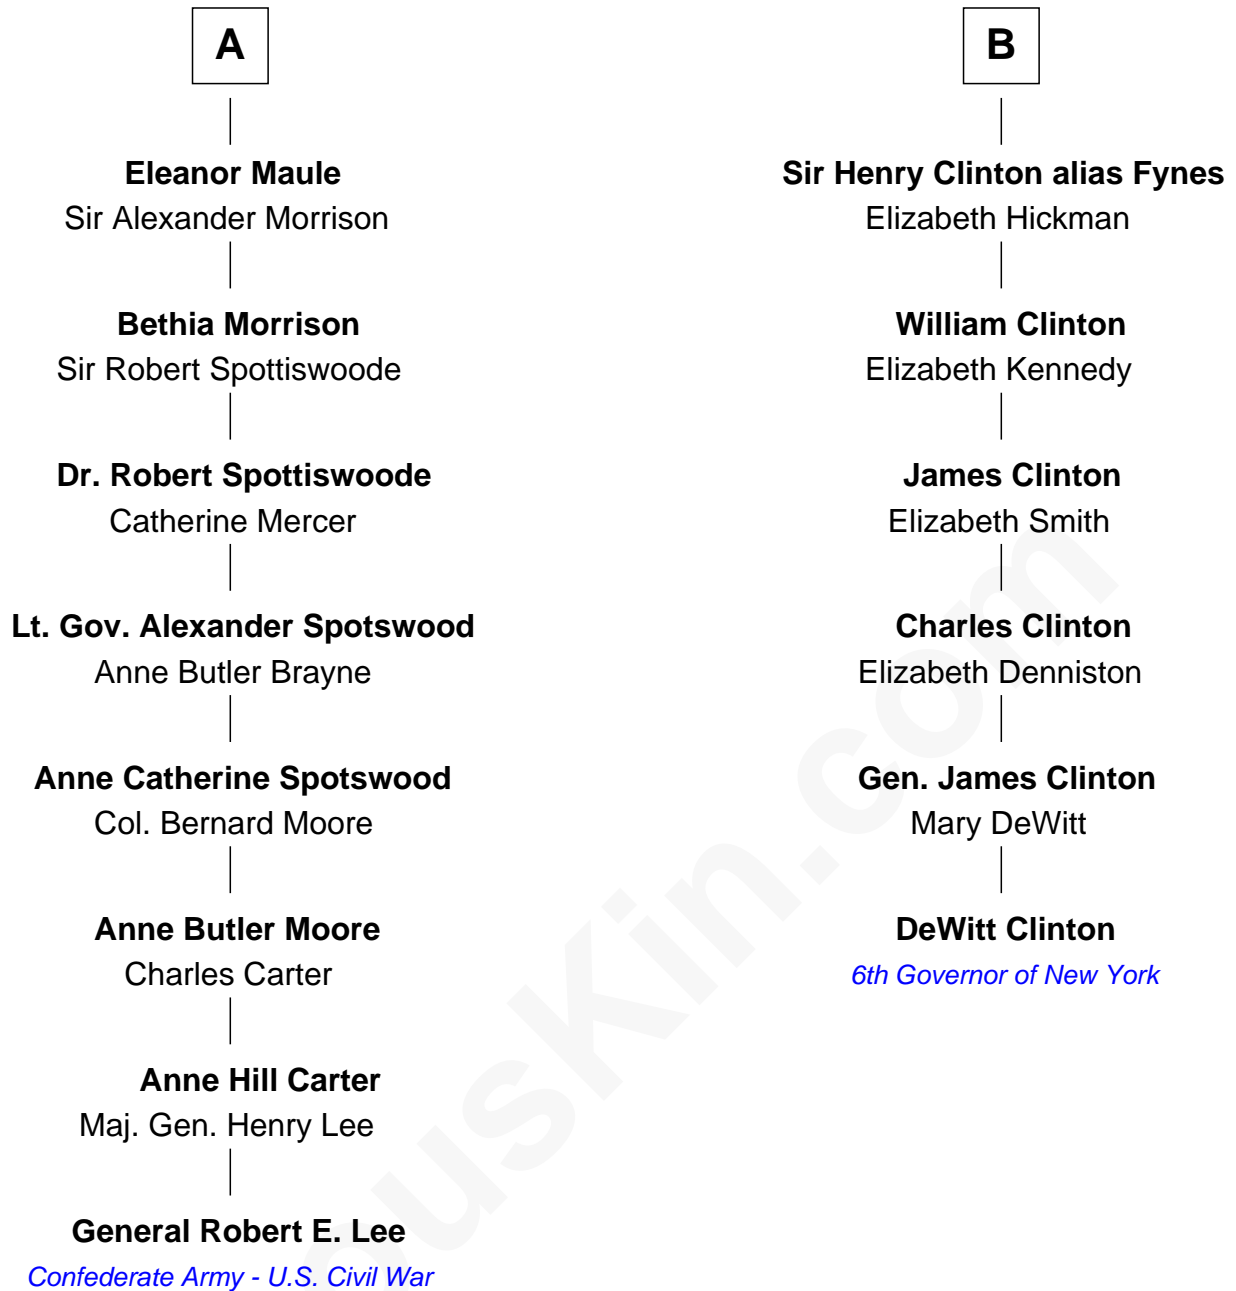 A
Eleanor Maule
Sir Alexander Morrison
Bethia Morrison
Sir Robert Spottiswoode
Dr. Robert Spottiswoode
Catherine Mercer
Lt. Gov. Alexander Spotswood
Anne Butler Brayne
Anne Catherine Spotswood
Col. Bernard Moore
Anne Butler Moore
Charles Carter
Anne Hill Carter
Maj. Gen. Henry Lee
General Robert E. Lee
Confederate Army - U.S. Civil War
B
Sir Henry Clinton alias Fynes
Elizabeth Hickman
William Clinton
Elizabeth Kennedy
James Clinton
Elizabeth Smith
Charles Clinton
Elizabeth Denniston
Gen. James Clinton
Mary DeWitt
DeWitt Clinton
6th Governor of New York
ousKin.com